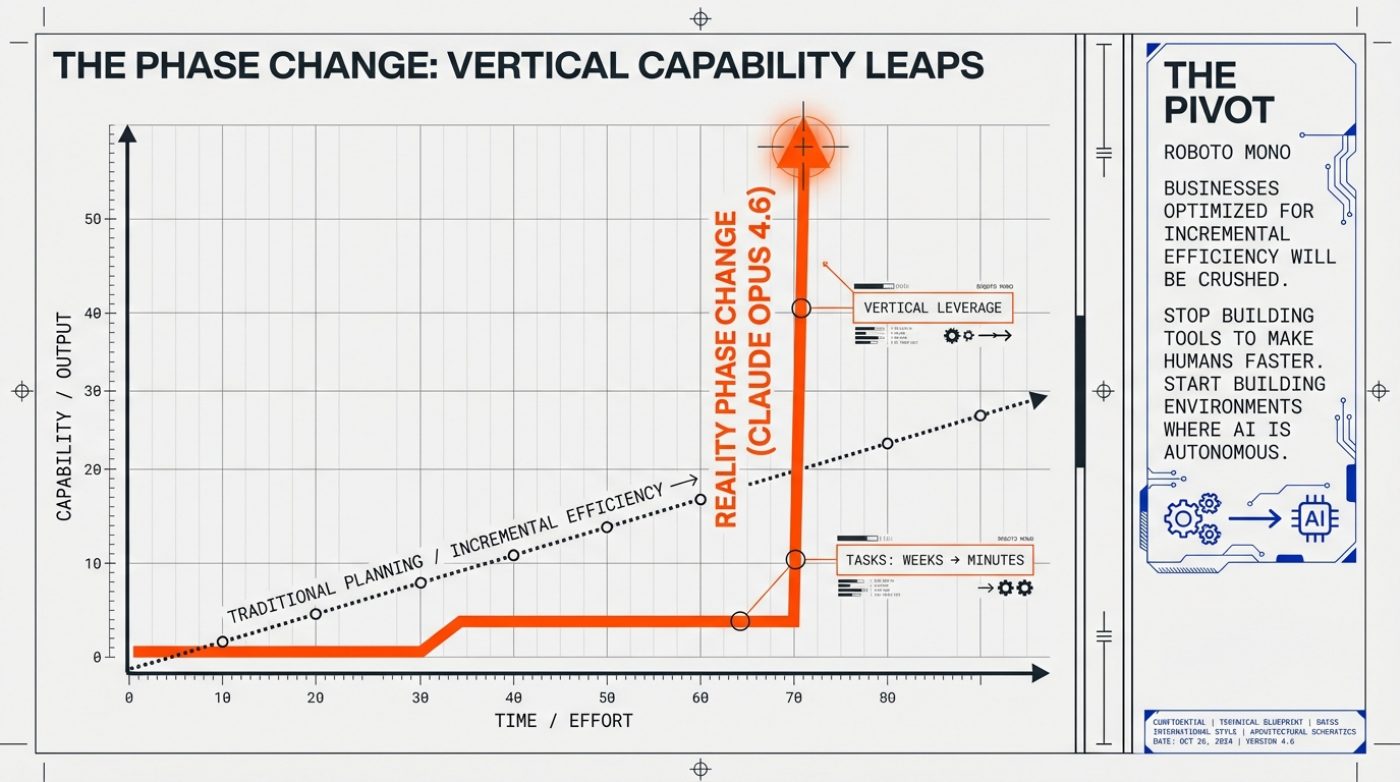 THE PHASE CHANGE: VERTICAL CAPABILITY LEAPS
CAPABILITY / OUTPUT
50
40
30
20
10
0
TRADITIONAL PLANNING / INCREMENTAL EFFICIENCY →
REALITY PHASE CHANGE
(CLAUDE OPUS 4.6)
VERTICAL LEVERAGE
TASKS: WEEKS → MINUTES
0 10 20 30 40 50 60 70 80
TIME / EFFORT
THE
PIVOT
ROBOTO MONO
BUSINESSES
OPTIMIZED FOR
INCREMENTAL
EFFICIENCY WILL
BE CRUSHED.
STOP BUILDING
TOOLS TO MAKE
HUMANS FASTER.
START BUILDING
ENVIRONMENTS
WHERE AI IS
AUTONOMOUS.
AI
BLUEPRINT
STYLE
DATE: OCT 26, | VERSION 4.6